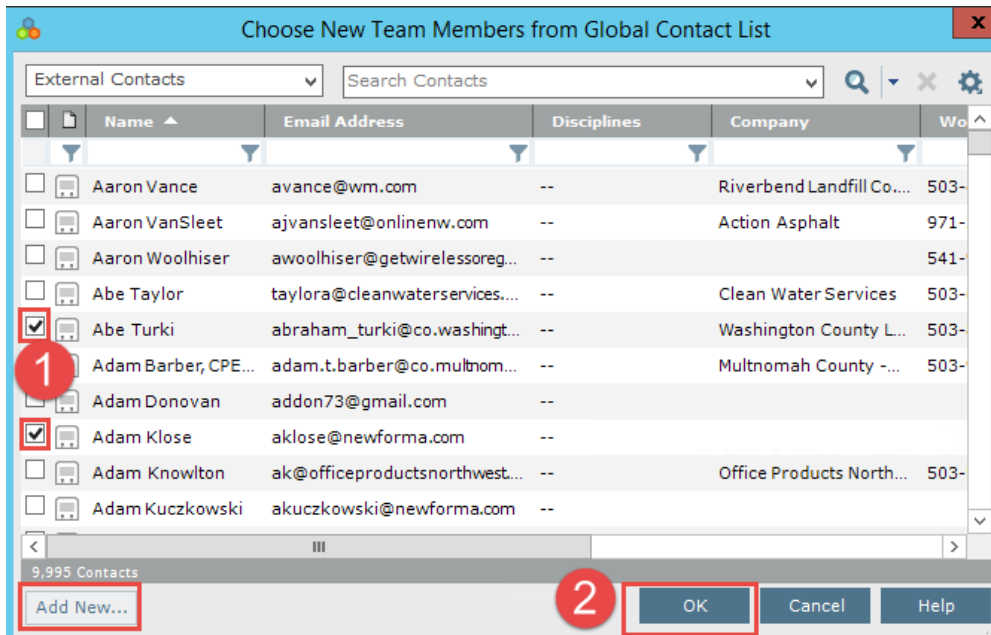 Choose New Team Members from Global Contact List
x
External Contacts Search Contacts
Name Email Address Disciplines Company Wo
Aaron Vance avance@wm.com -- Riverbend Landfill Co.... 503-
Aaron VanSleet ajvansleet@onlinenw.com -- Action Asphalt 971-
Aaron Woolhiser awoolhiser@getwirelessoreg... -- 541-
Abe Taylor taylora@cleanwaterservices.... -- Clean Water Services 503-
Abe Turki abraham_turki@co.washingt... -- Washington County L... 503-
1
Adam Barber, CPE... adam.t.barber@co.multnom... -- Multnomah County -... 503-
Adam Donovan addon73@gmail.com --
Adam Klose aklose@newforma.com --
Adam Knowlton ak@officeproductsnorthwest.... -- Office Products North... 503-
Adam Kuczkowski akuczkowski@newforma.com --
9,995 Contacts
Add New... 2 OK Cancel Help